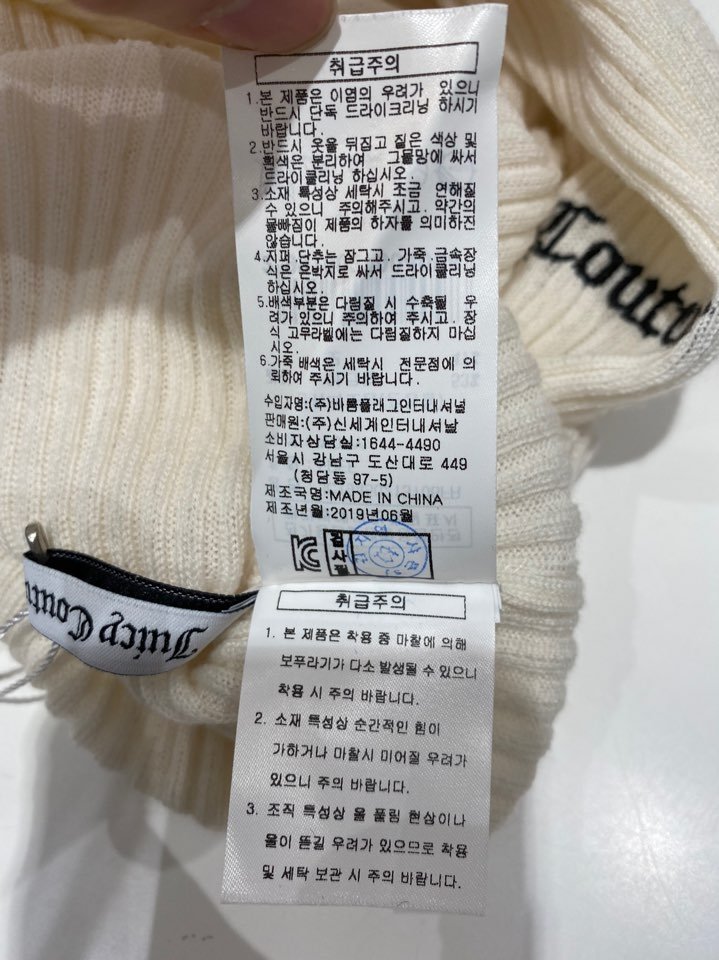 취급주의
1.본 제품은 이염의 우려가 있으니
반드시 단독 드라이크리닝 하시기
바랍니다.
2.반드시 옷을 뒤집고 짙은 색상 및
흰색은 분리하여 그물망에 싸서
드라이클리닝 하십시오.
3.소재 특성상 세탁시 조금 연해질
수 있으니 주의해주시고. 약간의
물빠짐이 제품의 하자를 의미하진
않습니다.
4.지퍼.단추는 잠그고. 가죽.금속장
식은 은박지로 싸서 드라이클리닝
하십시오.
5.배색부분은 다림질 시 수축될 우
려가 있으니 주의하여 주시고. 장
식 고무라벨에는 다림질하지 마십
시오.
6.가죽 배색은 세탁시 전문점에 의
뢰하여 주시기 바랍니다.
수입자명:(주)바롬플래그인터내셔널
판매원:(주)신세계인터내셔날
소비자상담실:1644-4490
서울시 강남구 도산대로 449
(청담동 97-5)
제조국명:MADE IN CHINA
제조년월:2019년06월
검사필
취급주의
1. 본 제품은 착용 중 마찰에 의해
보푸라기가 다소 발생될 수 있으니
착용 시 주의 바랍니다.
2. 소재 특성상 순간적인 힘이
가하거나 마찰시 미어질 우려가
있으니 주의 바랍니다.
3. 조직 특성상 올 풀림 현상이나
올이 뜯길 우려가 있으므로 착용
및 세탁 보관 시 주의 바랍니다.
Juicy Coutu
Couto